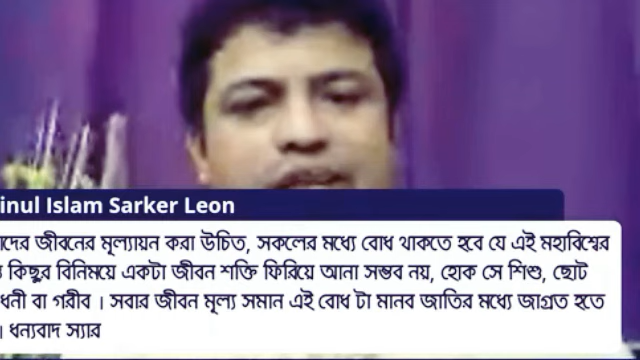 inul Islam Sarker Leon
দের জীবনের মূল্যায়ন করা উচিত, সকলের মধ্যে বোধ থাকতে হবে যে এই মহাবিশ্বের
কিছুর বিনিময়ে একটা জীবন শক্তি ফিরিয়ে আনা সম্ভব নয়, হোক সে শিশু, ছোট
ধনী বা গরীব । সবার জীবন মূল্য সমান এই বোধ টা মানব জাতির মধ্যে জাগ্রত হতে
। ধন্যবাদ স্যার